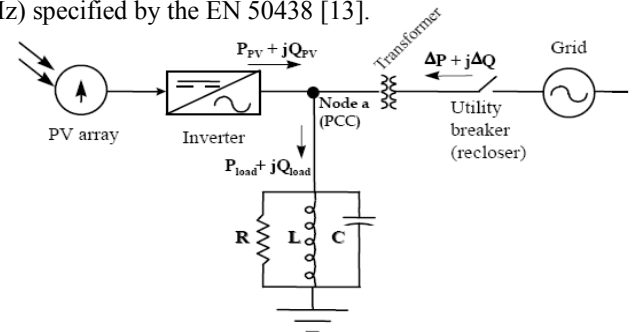 Iz) specified by the EN 50438 [13].
Transformer
P_PV + jQ_PV
ΔP + jΔQ
Grid
Node a
(PCC)
Utility
breaker
(recloser)
PV array
Inverter
P_load + jQ_load
R L C